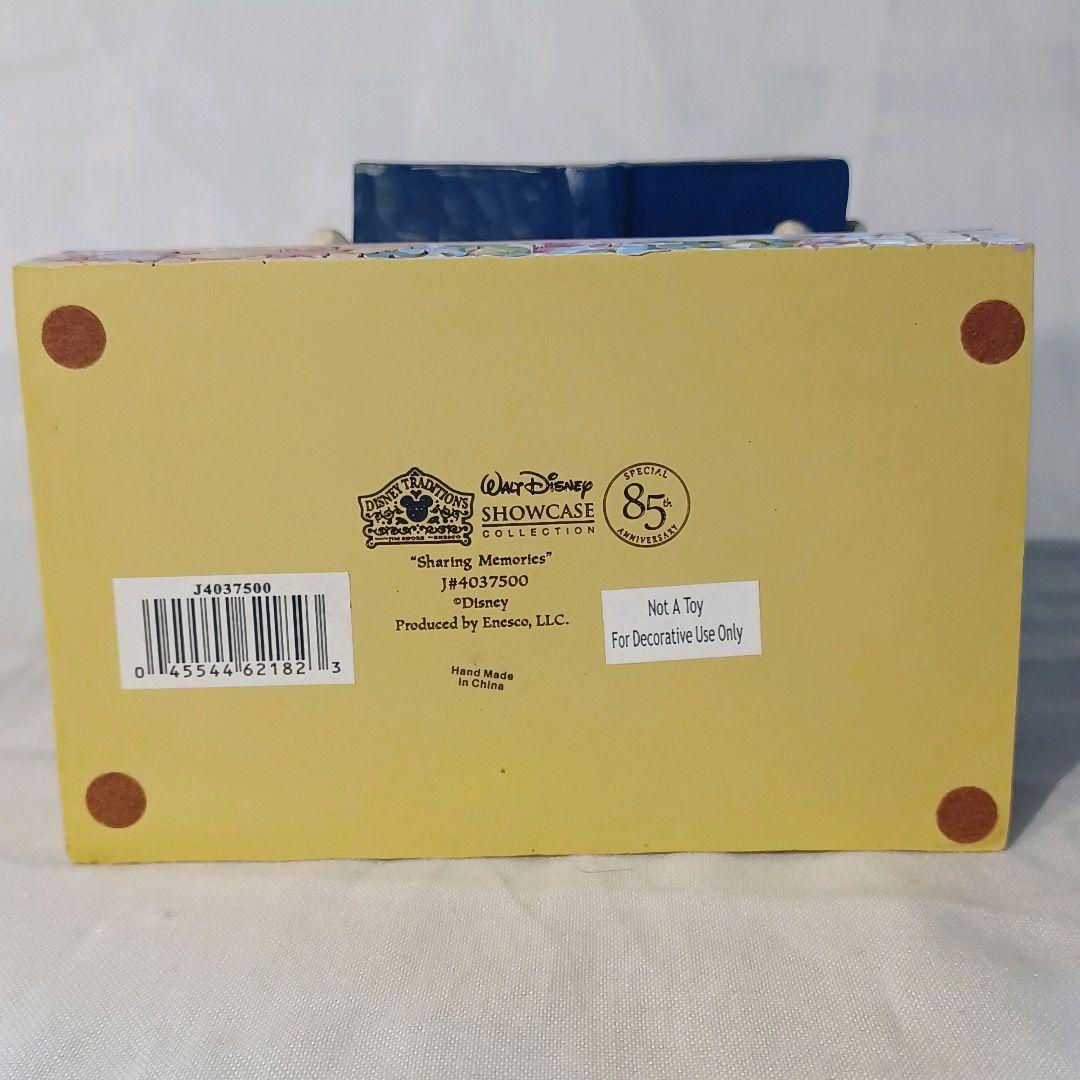 DISNEY TRADITIONS
JIM SHORE by ENESCO
WALT DISNEY
SHOWCASE
COLLECTION
SPECIAL
85th
ANNIVERSARY
“Sharing Memories”
J#4037500
©Disney
Produced by Enesco, LLC.
Hand Made
in China
J4037500
0 45544 62182 3
Not A Toy
For Decorative Use Only